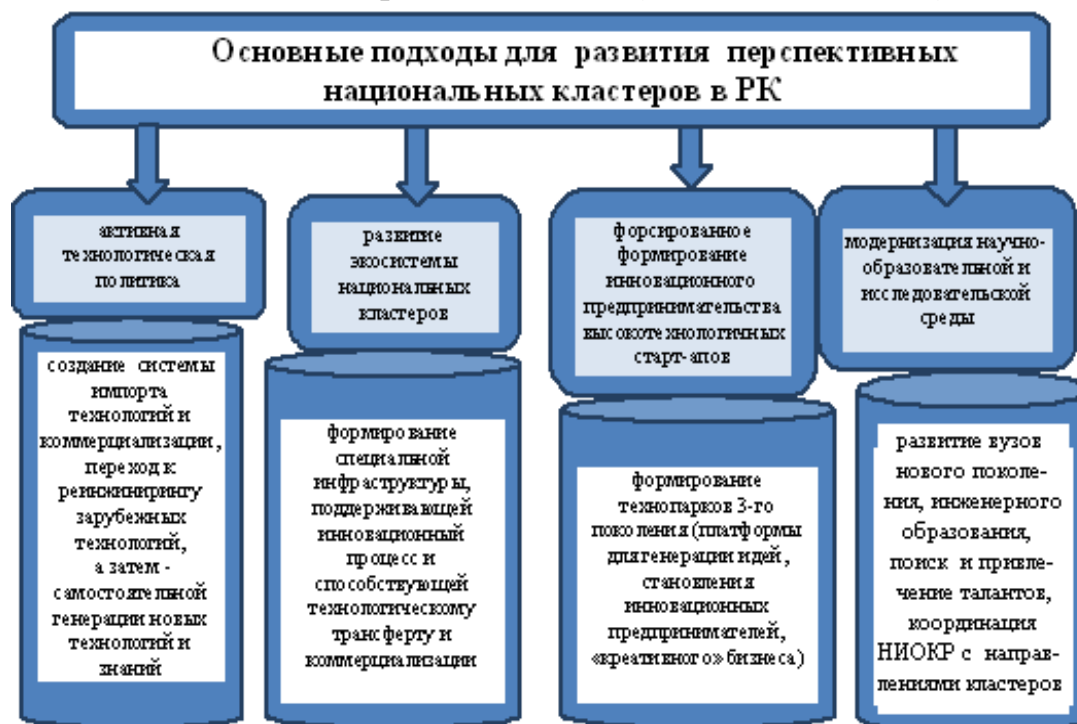 Основные подходы для развития перспективных
национальных кластеров в РК
активная
технологическая
политика
развитие
экосистемы
национальных
кластеров
форсированное
формирование
инновационного
предпринимательства
высокотехнологичных
старт-апов
модернизация научно-
образовательной и
исследовательской
среды
создание системы
импорта
технологий и
коммерциализации,
переход к
реинжинирингу
зарубежных
технологий,
а затем -
самостоятельной
генерации новых
технологий и
знаний
формирование
специальной
инфраструктуры,
поддерживающей
инновационный
процесс и
способствующей
технологическому
трансферту и
коммерциализации
формирование
технопарков 3-го
поколения (платформы
для генерации идей,
становления
инновационных
предпринимателей,
«креативного» бизнеса)
развитие вузов
нового поколе-
ния, инженерного
образования,
поиск и привле-
чение талантов,
координация
НИОКР с направ-
лениями кластеров